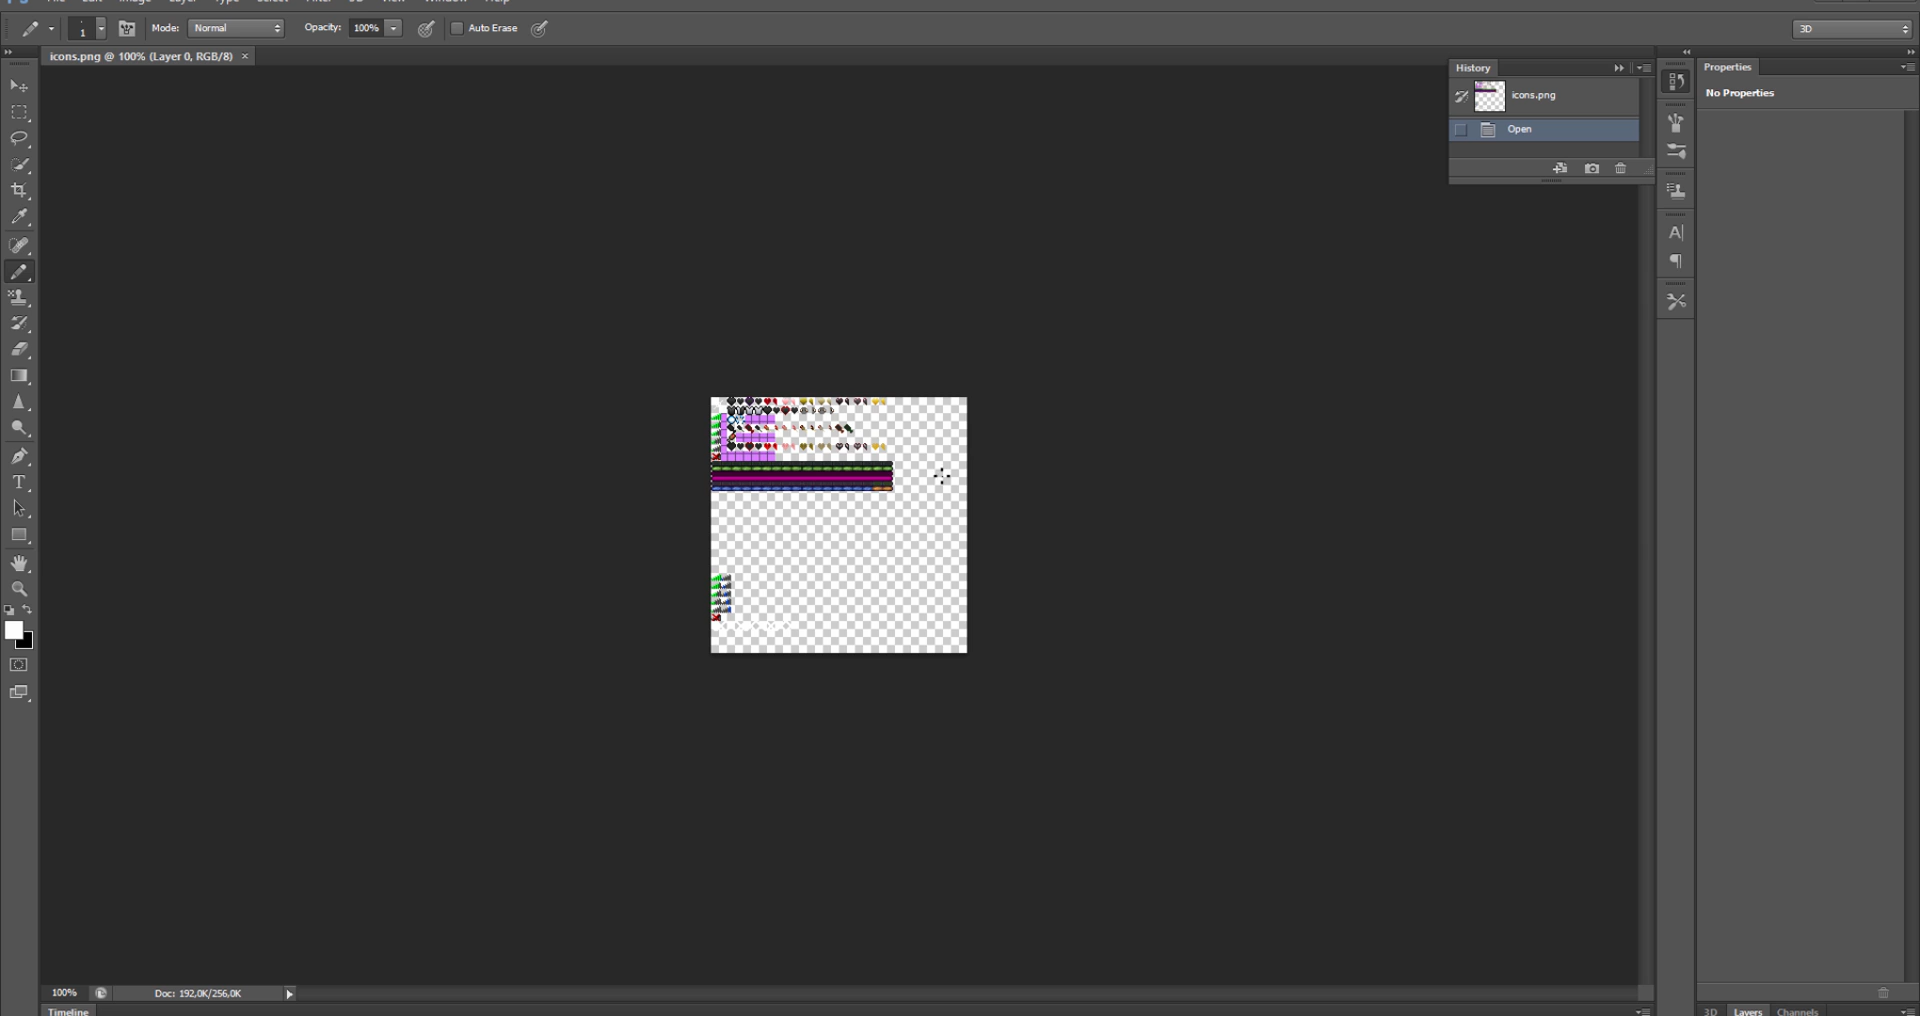 1 Mode: Normal Opacity: 100% Auto Erase 3D
icons.png @ 100% (Layer 0, RGB/8) ×
History
Properties
icons.png
No Properties
Open
A
T
100% Doc: 192,0K/256,0K
Timeline
3D Layers Channels